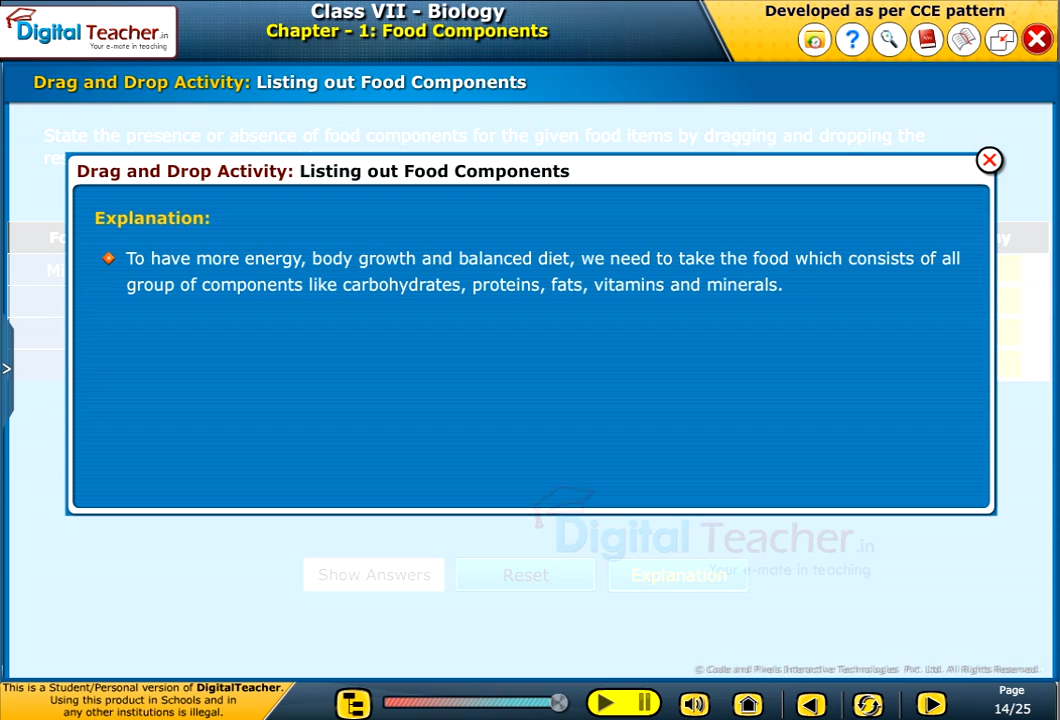 Digital Teacher.in
Your e-mate in teaching
Class VII - Biology
Chapter - 1: Food Components
Developed as per CCE pattern
Drag and Drop Activity: Listing out Food Components
State the presence or absence of food components for the given food items by dragging and dropping the
Drag and Drop Activity: Listing out Food Components
Explanation:
To have more energy, body growth and balanced diet, we need to take the food which consists of all
group of components like carbohydrates, proteins, fats, vitamins and minerals.
>
Digital Teacher.in
Your e-mate in teaching
Show Answers
Reset
Explanation
© Code and Pixels Interactive Technologies Pvt. Ltd. All Rights Reserved.
This is a Student/Personal version of DigitalTeacher.
Using this product in Schools and in
any other institutions is illegal.
Page
14/25